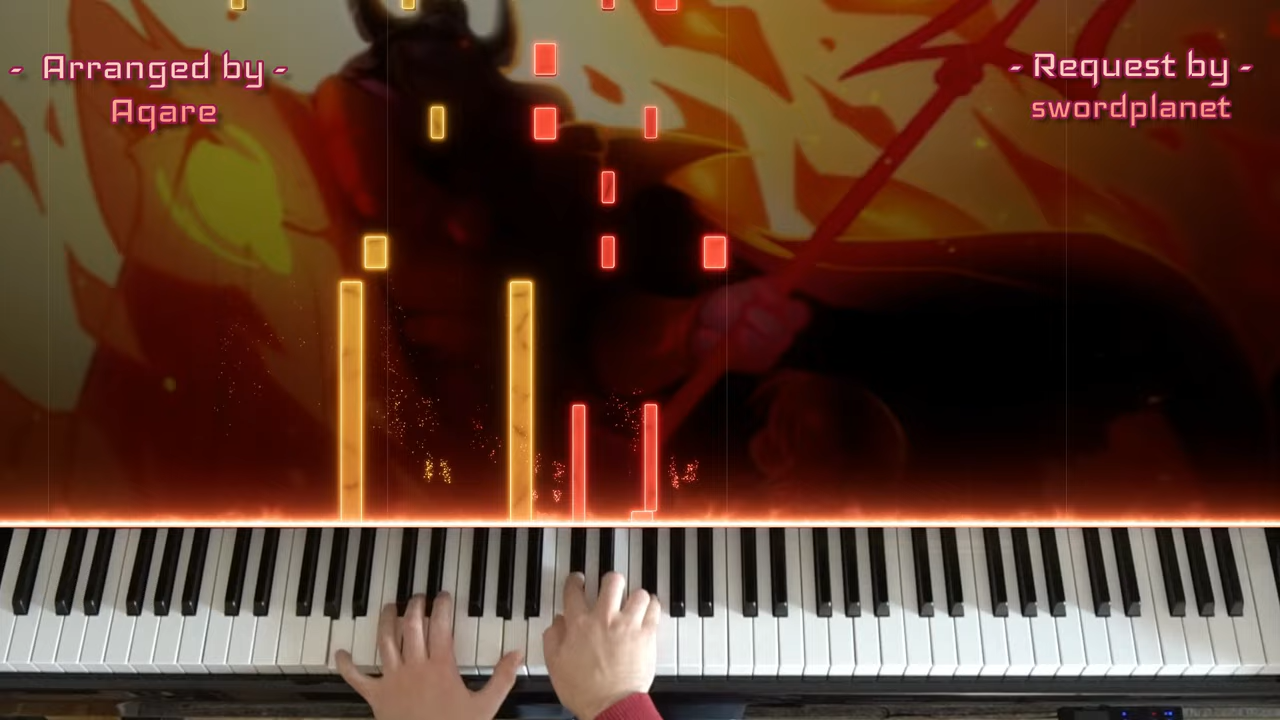 - Arranged by -
Aqare
- Request by -
swordplanet